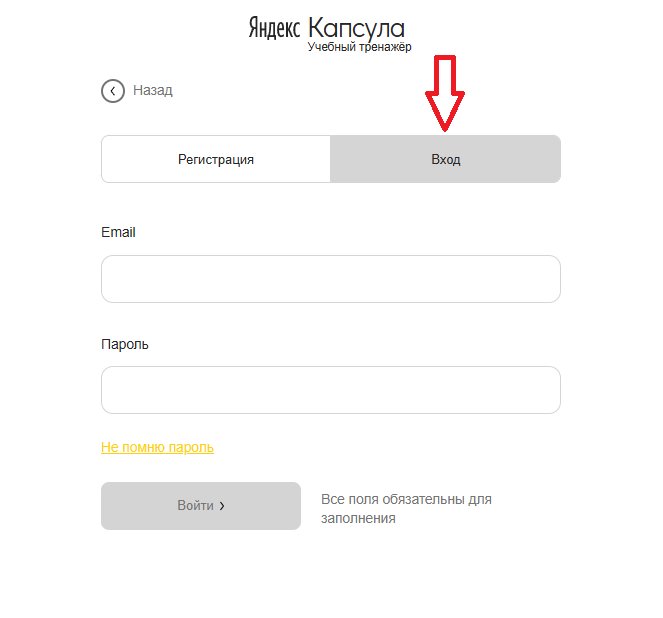 Яндекс Капсула
Учебный тренажёр
Назад
Регистрация
Вход
Email
Пароль
Не помню пароль
Войти
Все поля обязательны для
заполнения